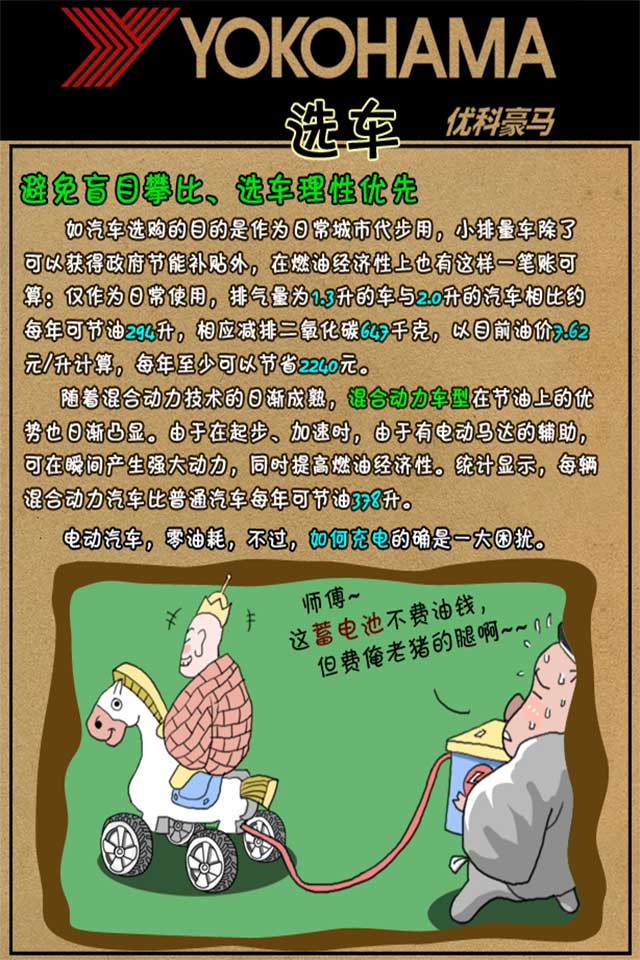 YOKOHAMA
优科豪马
选车
避免盲目攀比、选车理性优先
如汽车选购的目的是作为日常城市代步用，小排量车除了
可以获得政府节能补贴外，在燃油经济性上也有这样一笔账可
算：仅作为日常使用，排气量为1.3升的车与2.0升的汽车相比约
每年可节油294升，相应减排二氧化碳647千克，以目前油价7.62
元/升计算，每年至少可以节省2240元。
随着混合动力技术的日渐成熟，混合动力车型在节油上的优
势也日渐凸显。由于在起步、加速时，由于有电动马达的辅助，
可在瞬间产生强大动力，同时提高燃油经济性。统计显示，每辆
混合动力汽车比普通汽车每年可节油378升。
电动汽车，零油耗，不过，如何充电的确是一大困扰。
师傅~
这蓄电池不费油钱，
但费俺老猪的腿啊~~